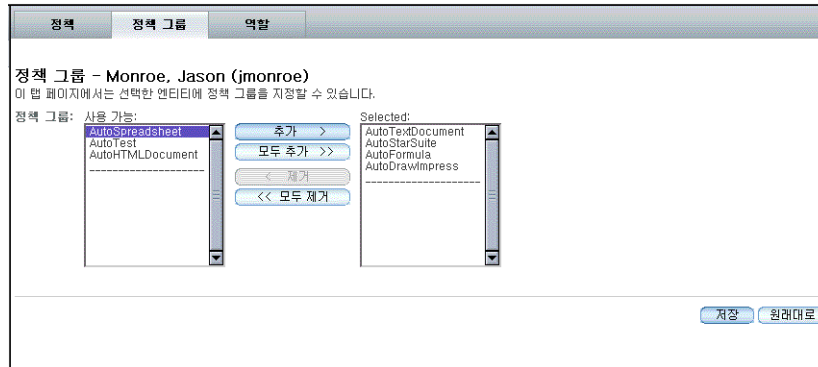 정책 정책 그룹 역할
정책 그룹 – Monroe, Jason (jmonroe)
이 탭 페이지에서는 선택한 엔티티에 정책 그룹을 지정할 수 있습니다.
정책 그룹: 사용 가능: Selected:
AutoSpreadsheet
AutoTest
AutoHTMLDocument
--------------------
추가 >
모두 추가 >>
< 제거
<< 모두 제거
AutoTextDocument
AutoStarSuite
AutoFormula
AutoDrawImpress
--------------------
저장 원래대로